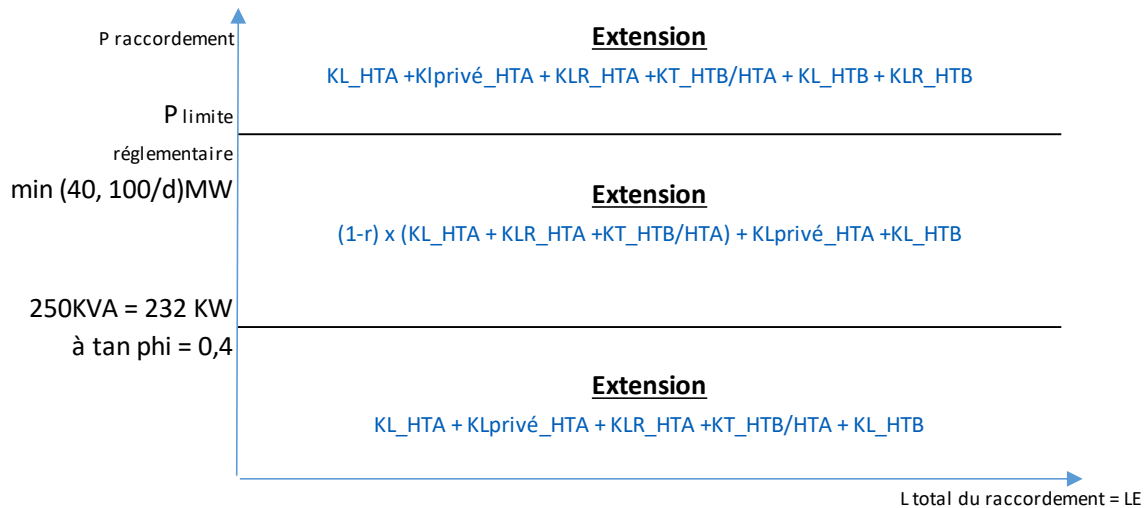 P raccordement
Extension
KL_HTA +Klprivé_HTA + KLR_HTA +KT_HTB/HTA + KL_HTB + KLR_HTB
P limite
réglementaire
min (40, 100/d)MW
Extension
(1-r) x (KL_HTA + KLR_HTA +KT_HTB/HTA) + KLprivé_HTA +KL_HTB
250KVA = 232 KW
à tan phi = 0,4
Extension
KL_HTA + KLprivé_HTA + KLR_HTA +KT_HTB/HTA + KL_HTB
L total du raccordement = LE